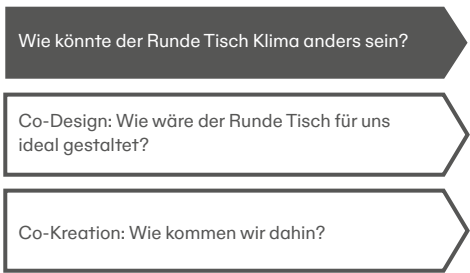 Wie könnte der Runde Tisch Klima anders sein?
Co-Design: Wie wäre der Runde Tisch für uns
ideal gestaltet?
Co-Kreation: Wie kommen wir dahin?